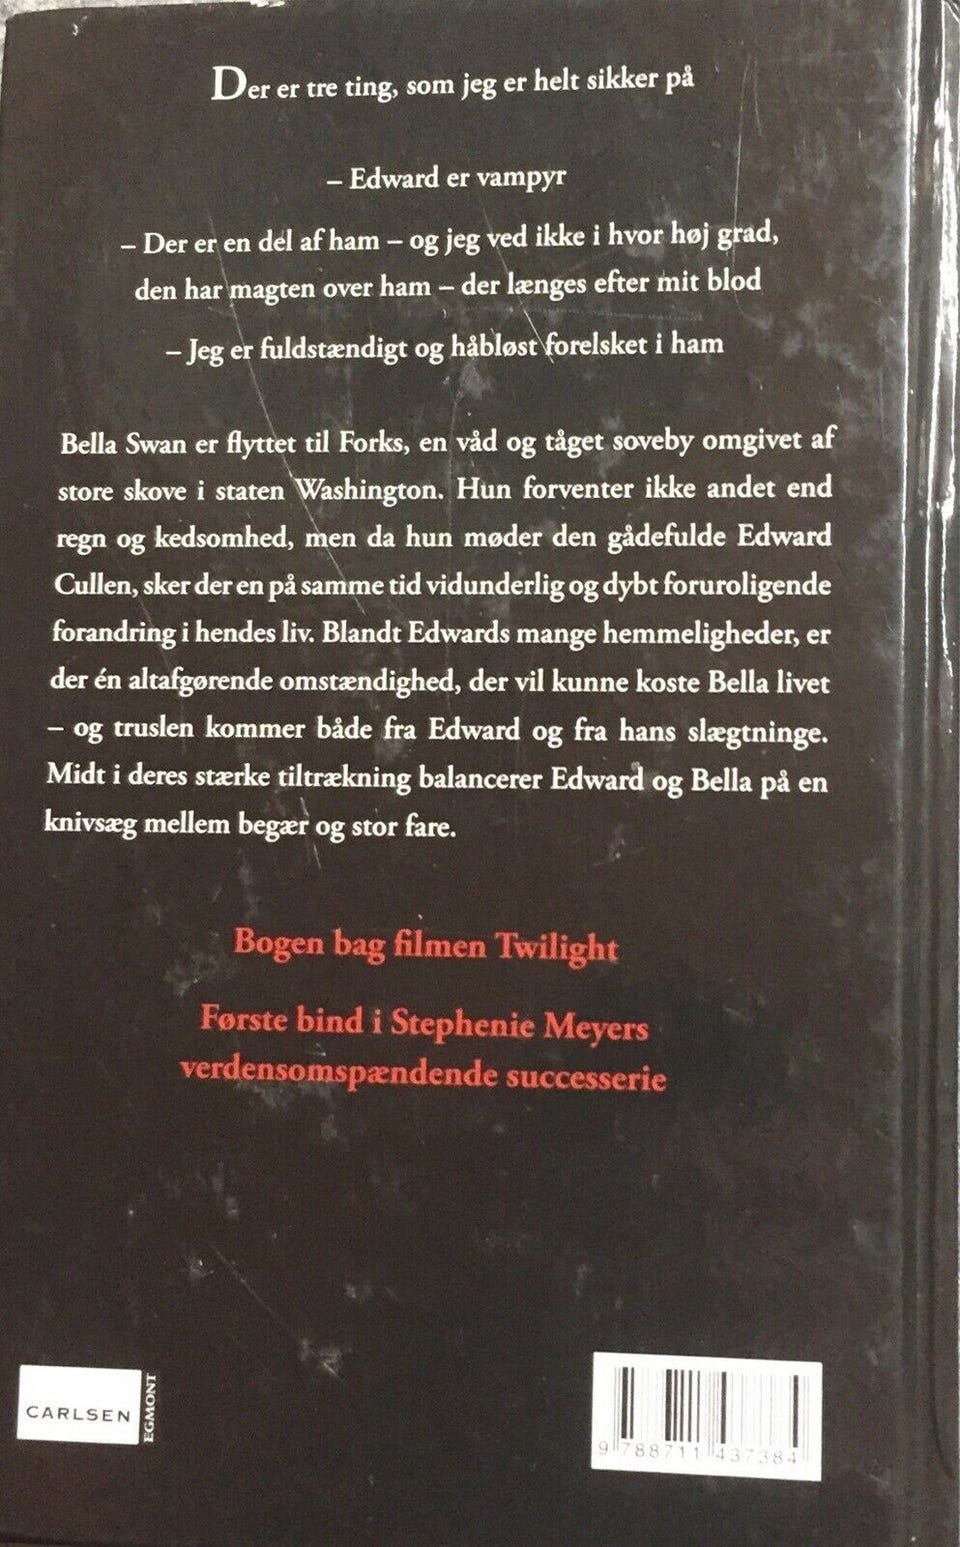 Der er tre ting, som jeg er helt sikker på
– Edward er vampyr
– Der er en del af ham – og jeg ved ikke i hvor høj grad,
den har magten over ham – der længes efter mit blod
– Jeg er fuldstændigt og håbløst forelsket i ham
Bella Swan er flyttet til Forks, en våd og tåget soveby omgivet af
store skove i staten Washington. Hun forventer ikke andet end
regn og kedsomhed, men da hun møder den gådefulde Edward
Cullen, sker der en på samme tid vidunderlig og dybt foruroligende
forandring i hendes liv. Blandt Edwards mange hemmeligheder, er
der én altafgørende omstændighed, der vil kunne koste Bella livet
– og truslen kommer både fra Edward og fra hans slægtninge.
Midt i deres stærke tiltrækning balancerer Edward og Bella på en
knivsæg mellem begær og stor fare.
Bogen bag filmen Twilight
Første bind i Stephenie Meyers
verdensomspændende successerie
CARLSEN
EGMONT
9 788711 437384